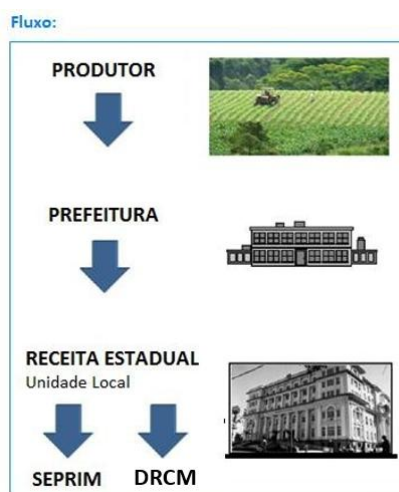 Fluxo:
PRODUTOR
PREFEITURA
RECEITA ESTADUAL
Unidade Local
SEPRIM DRCM